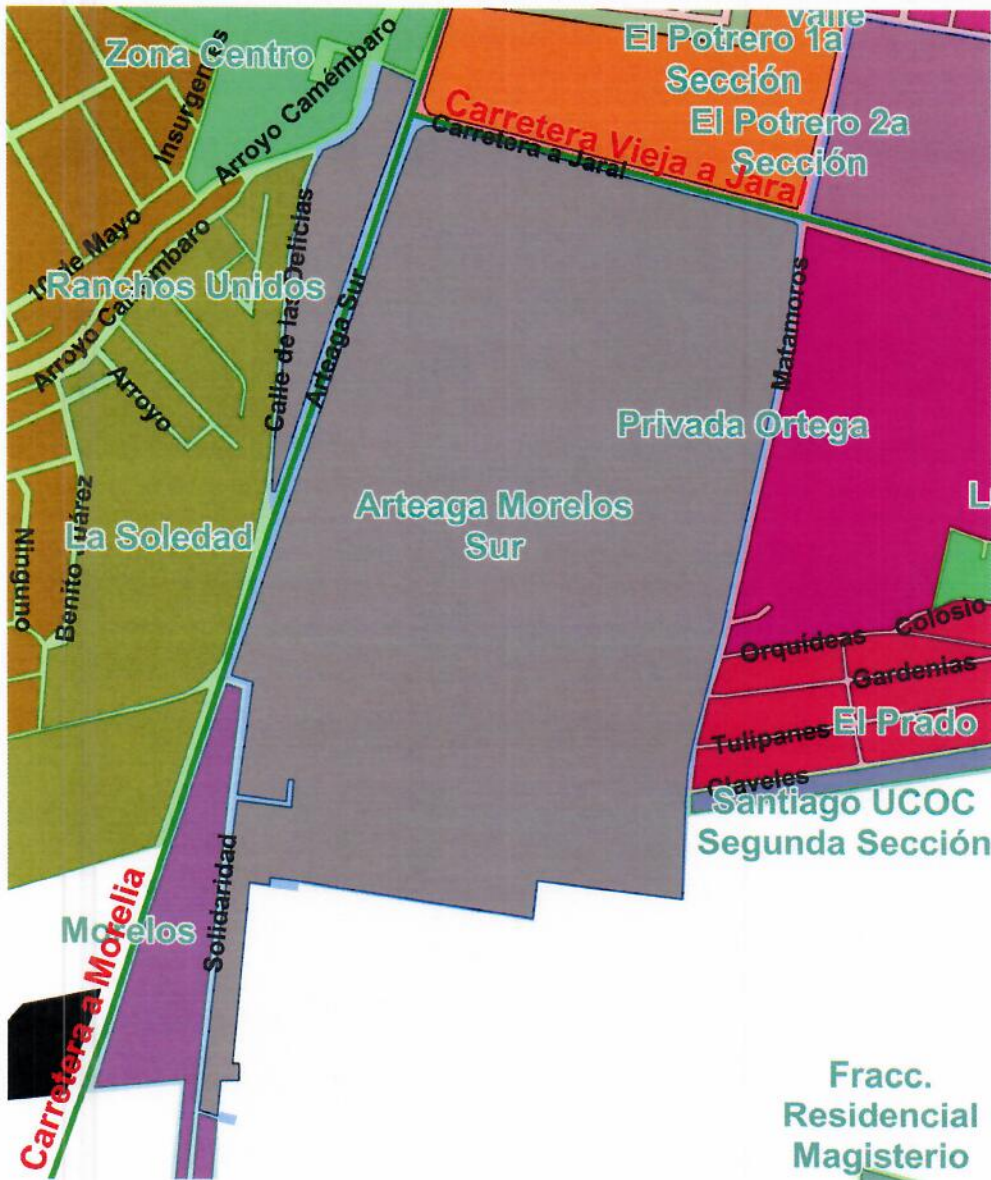 Valle
Zona Centro
El Potrero 1a
Sección
Insurgentes
Arroyo Camémbaro
Carretera Vieja a Jaral
Carretera a Jaral
El Potrero 2a
Sección
10 de Mayo
Ranchos Unidos
Arroyo Camémbaro
Calle de las Delicias
Arteaga Sur
Matamoros
Arroyo
Privada Ortega
Arteaga Morelos
Sur
La Soledad
Benito Juárez
Ninguno
Orquídeas
Colosio
Gardenias
Tulipanes
El Prado
Claveles
Santiago UCOC
Segunda Sección
Solidaridad
Morelos
Carretera a Morelia
Fracc.
Residencial
Magisterio